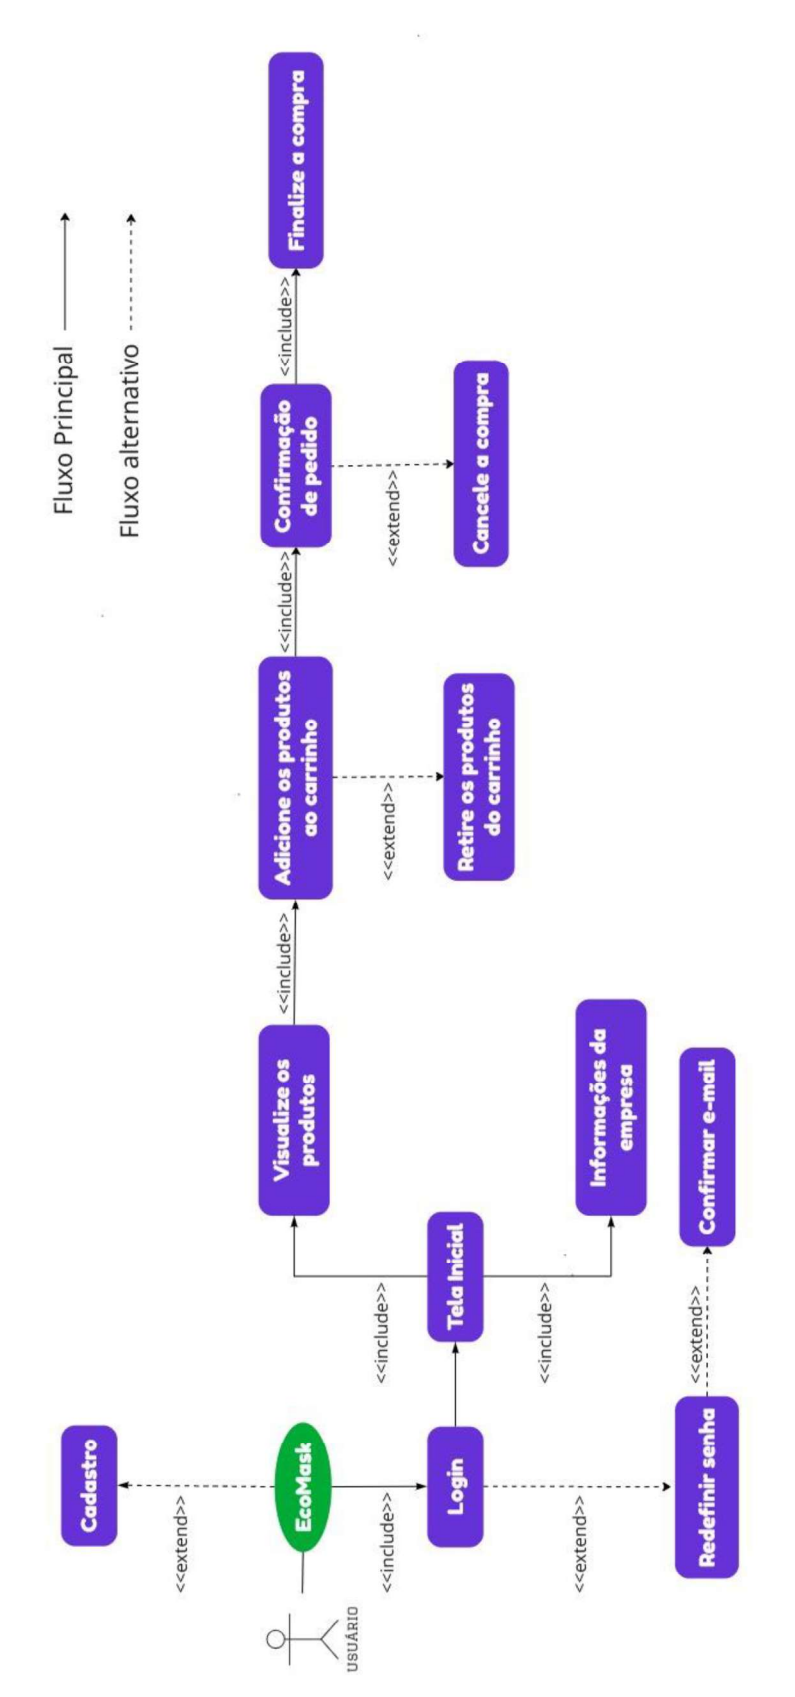 Fluxo Principal
Fluxo alternativo
Cadastro
<<extend>>
USUÁRIO
EcoMask
<<include>>
Login
Tela Inicial
<<include>>
<<include>>
Visualize os
produtos
<<include>>
Adicione os produtos
ao carrinho
<<include>>
Confirmação
de pedido
<<include>>
Finalize a compra
<<extend>>
Retire os produtos
do carrinho
<<extend>>
Cancele a compra
Informações da
empresa
<<extend>>
Redefinir senha
<<extend>>
Confirmar e-mail